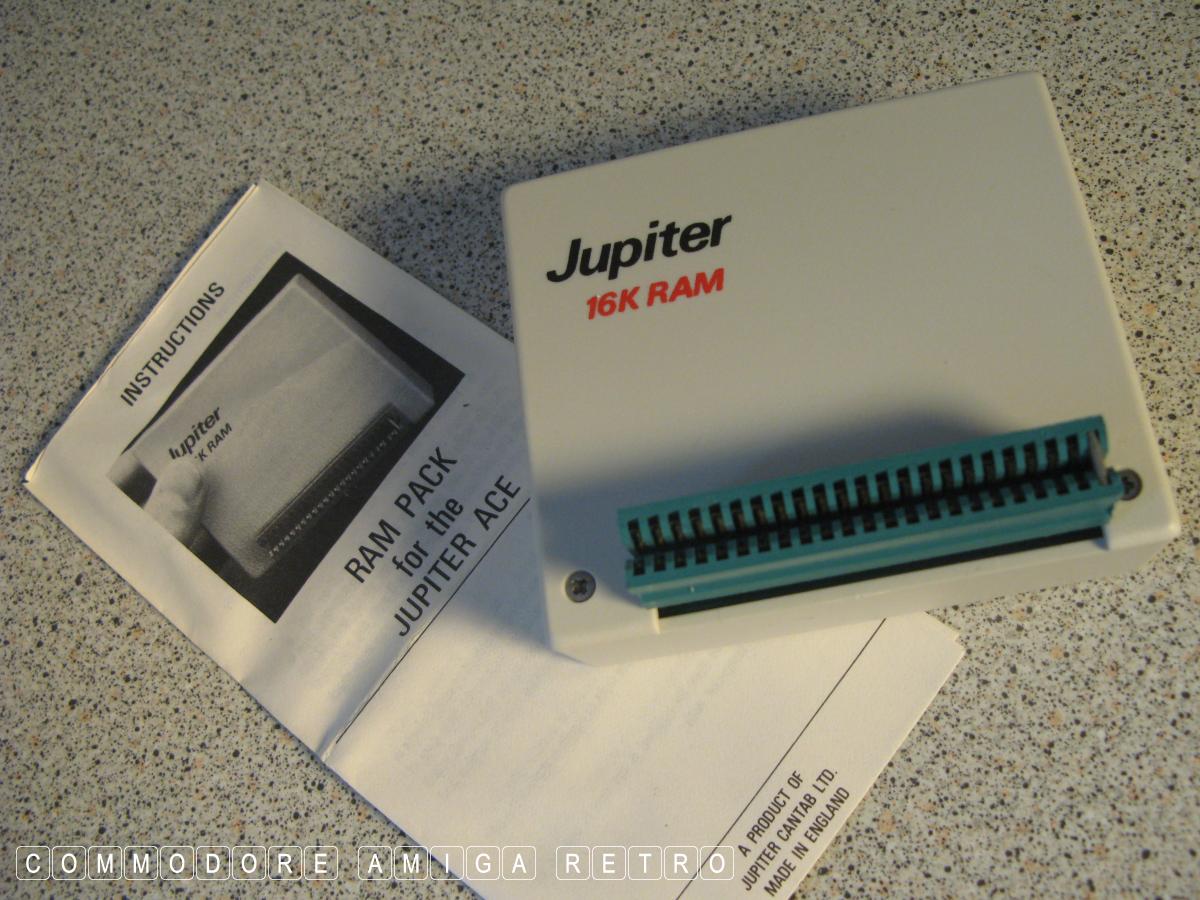 Jupiter
16K RAM
INSTRUCTIONS
Jupiter
K RAM
RAM PACK
for the
JUPITER ACE
A PRODUCT OF
JUPITER CANTAB LTD.
MADE IN ENGLAND
COMMODORE AMIGA RETRO